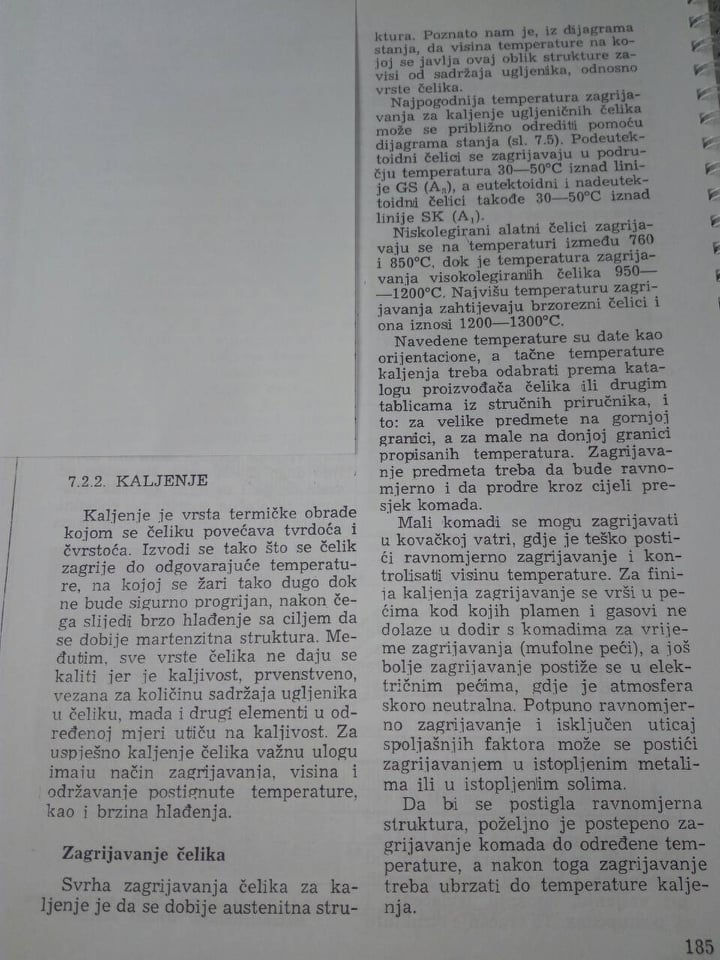 7.2.2. KALJENJE
Kaljenje je vrsta termičke obrade
kojom se čeliku povećava tvrdoća i
čvrstoća. Izvodi se tako što se čelik
zagrije do odgovarajuće temperatu-
re, na kojoj se žari tako dugo dok
ne bude sigurno progrijan, nakon če-
ga slijedi brzo hlađenje sa ciljem da
se dobije martenzitna struktura. Me-
đutim, sve vrste čelika ne daju se
kaliti jer je kaljivost, prvenstveno,
vezana za količinu sadržaja ugljenika
u čeliku, mada i drugi elementi u od-
ređenoj mjeri utiču na kaljivost. Za
uspješno kaljenje čelika važnu ulogu
imaju način zagrijavanja, visina i
održavanje postignute temperature,
kao i brzina hlađenja.
Zagrijavanje čelika
Svrha zagrijavanja čelika za ka-
ljenje je da se dobije austenitna stru-
ktura. Poznato nam je, iz dijagrama
stanja, da visina temperature na ko-
joj se javlja ovaj oblik strukture za-
visi od sadržaja ugljenika, odnosno
vrste čelika.
Najpogodnija temperatura zagrija-
vanja za kaljenje ugljeničnih čelika
može se približno odrediti pomoću
dijagrama stanja (sl. 7.5). Podeutek-
toidni čelici se zagrijavaju u podru-
čju temperatura 30—50°C iznad lini-
je GS (A₃), a eutektoidni i nadeutek-
toidni čelici takođe 30—50°C iznad
linije SK (A₁).
Niskolegirani alatni čelici zagrija-
vaju se na temperaturi između 760
i 850°C, dok je temperatura zagrija-
vanja visokolegiranih čelika 950—
—1200°C. Najvišu temperaturu zagri-
javanja zahtijevaju brzorezni čelici i
ona iznosi 1200—1300°C.
Navedene temperature su date kao
orijentacione, a tačne temperature
kaljenja treba odabrati prema kata-
logu proizvođača čelika ili drugim
tablicama iz stručnih priručnika, i
to: za velike predmete na gornjoj
granici, a za male na donjoj granici
propisanih temperatura. Zagrijava-
nje predmeta treba da bude ravno-
mjerno i da prodre kroz cijeli pre-
sjek komada.
Mali komadi se mogu zagrijavati
u kovačkoj vatri, gdje je teško posti-
ći ravnomjerno zagrijavanje i kon-
trolisati visinu temperature. Za fini-
ja kaljenja zagrijavanje se vrši u pe-
ćima kod kojih plamen i gasovi ne
dolaze u dodir s komadima za vrije-
me zagrijavanja (mufolne peći), a još
bolje zagrijavanje postiže se u elek-
tričnim pećima, gdje je atmosfera
skoro neutralna. Potpuno ravnomjer-
no zagrijavanje i isključen uticaj
spoljašnjih faktora može se postići
zagrijavanjem u istopljenim metali-
ma ili u istopljenim solima.
Da bi se postigla ravnomjerna
struktura, poželjno je postepeno za-
grijavanje komada do određene tem-
perature, a nakon toga zagrijavanje
treba ubrzati do temperature kalje-
nja.
185